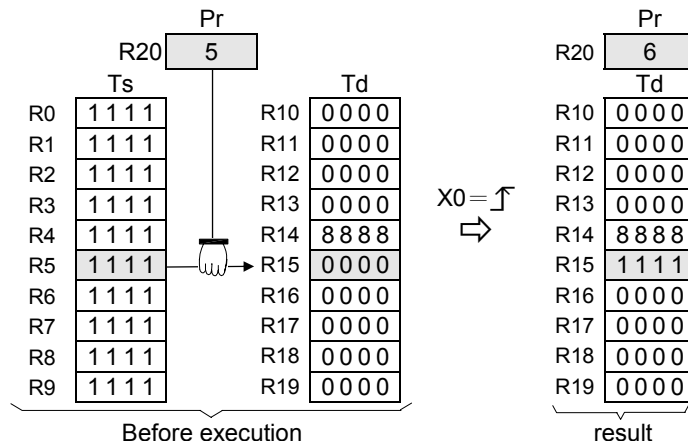 Pr Pr
R20 5 R20 6
Ts Td Td
R0 1111 R10 0000 R10 0000
R1 1111 R11 0000 R11 0000
R2 1111 R12 0000 R12 0000
R3 1111 R13 0000 X0= R13 0000
R4 1111 R14 8888 R14 8888
R5 1111 R15 0000 R15 1111
R6 1111 R16 0000 R16 0000
R7 1111 R17 0000 R17 0000
R8 1111 R18 0000 R18 0000
R9 1111 R19 0000 R19 0000
Before execution result